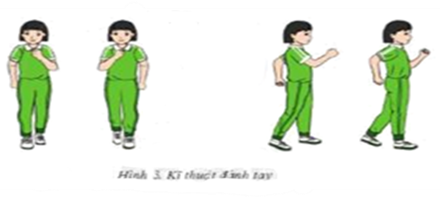 Hình 3. Kĩ thuật đánh tay